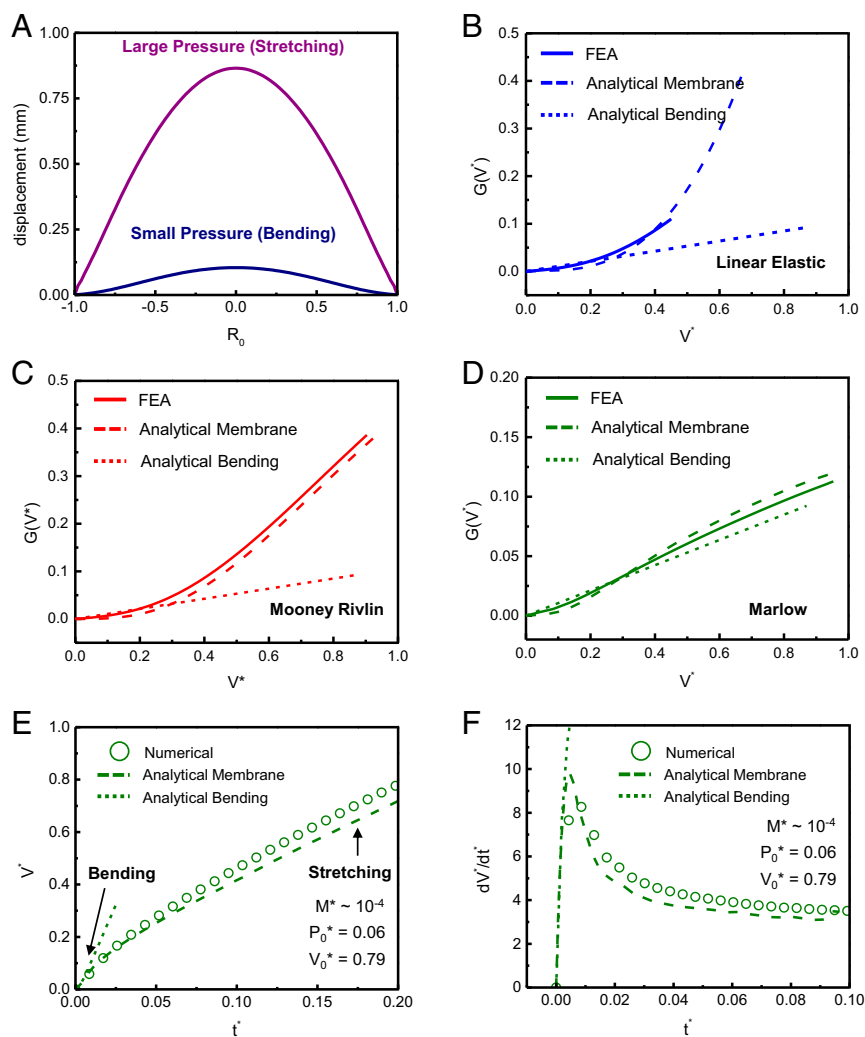 A
1.00
0.75
0.50
0.25
0.00
displacement (mm)
Large Pressure (Stretching)
Small Pressure (Bending)
-1.0
-0.5
0.0
0.5
1.0
R0
B
0.5
0.4
0.3
0.2
0.1
0.0
G(V*)
FEA
Analytical Membrane
Analytical Bending
Linear Elastic
0.0
0.2
0.4
0.6
0.8
1.0
V*
C
0.5
0.4
0.3
0.2
0.1
0.0
G(V*)
FEA
Analytical Membrane
Analytical Bending
Mooney Rivlin
0.0
0.2
0.4
0.6
0.8
1.0
V*
D
0.20
0.15
0.10
0.05
0.00
G(V*)
FEA
Analytical Membrane
Analytical Bending
Marlow
0.0
0.2
0.4
0.6
0.8
1.0
V*
E
1.0
0.8
0.6
0.4
0.2
0.0
V*
Numerical
Analytical Membrane
Analytical Bending
Bending
Stretching
M* ~ 10-4
P0* = 0.06
V0* = 0.79
0.00
0.05
0.10
0.15
0.20
t*
F
12
10
8
6
4
2
0
dV*/dt*
Numerical
Analytical Membrane
Analytical Bending
M* ~ 10-4
P0* = 0.06
V0* = 0.79
0.00
0.02
0.04
0.06
0.08
0.10
t*